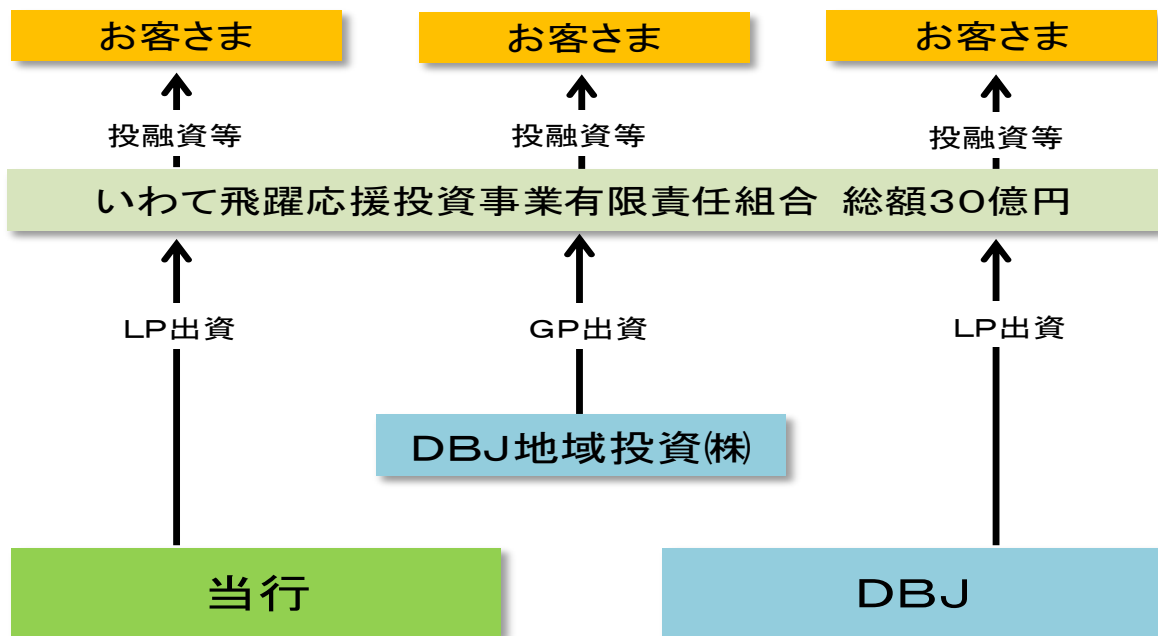 お客さま
お客さま
お客さま
投融資等
投融資等
投融資等
いわて飛躍応援投資事業有限責任組合 総額30億円
LP出資
GP出資
LP出資
DBJ地域投資㈱
当行
DBJ